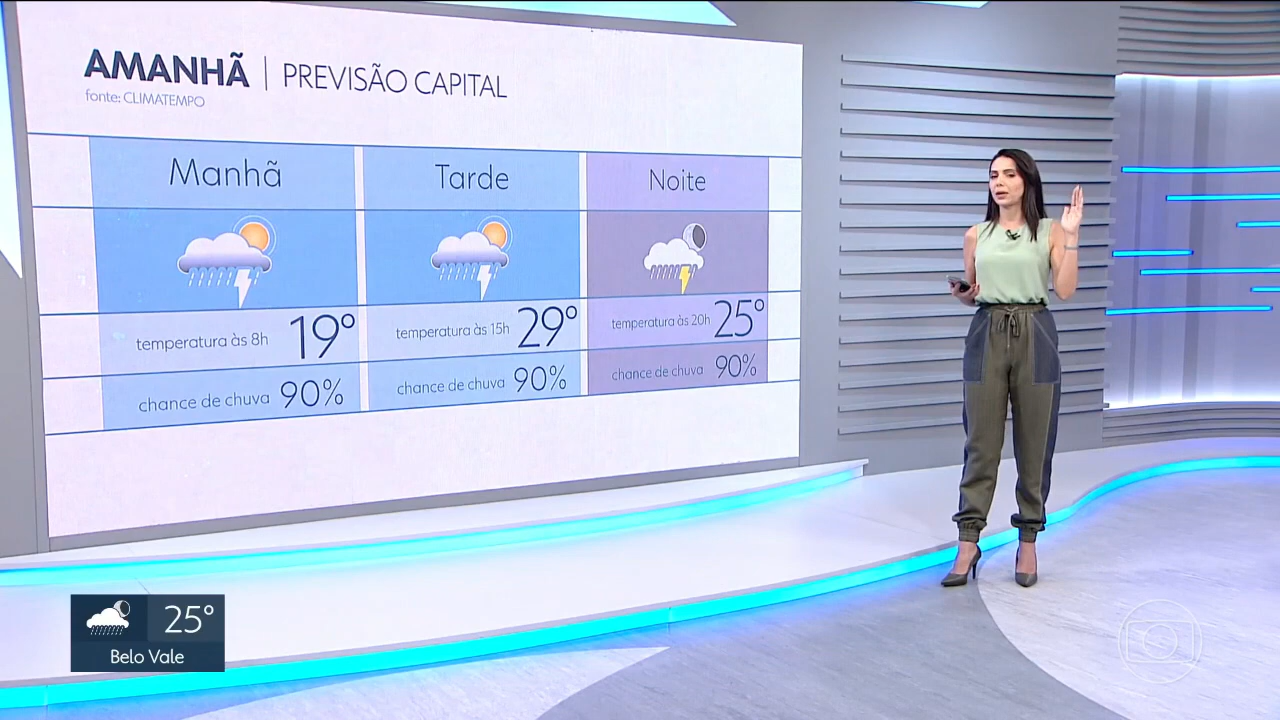 AMANHÃ | PREVISÃO CAPITAL
fonte: CLIMATEMPO
Manhã Tarde Noite
temperatura às 8h 19° temperatura às 15h 29° temperatura às 20h 25°
chance de chuva 90% chance de chuva 90% chance de chuva 90%
25°
Belo Vale